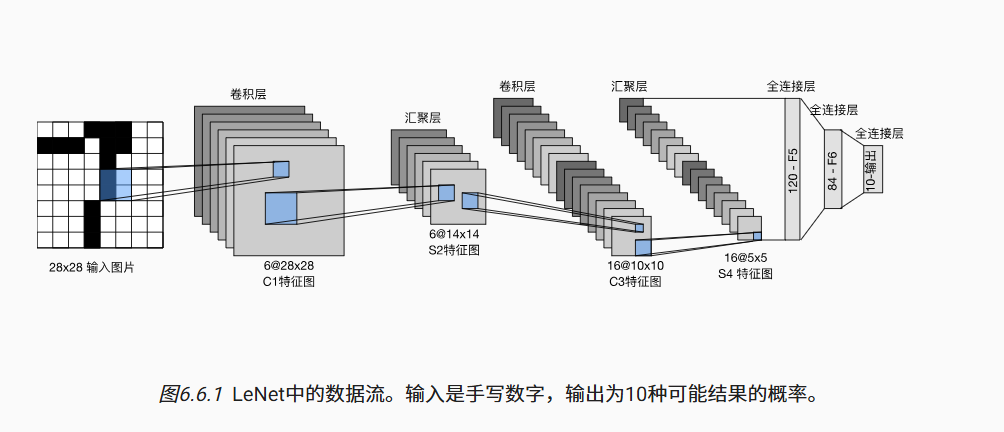 卷积层
汇聚层
卷积层
汇聚层
全连接层
全连接层
全连接层
120 - F5
84 - F6
10-输出
28x28 输入图片
6@28x28
C1特征图
6@14x14
S2特征图
16@10x10
C3特征图
16@5x5
S4 特征图
图6.6.1 LeNet中的数据流。输入是手写数字，输出为10种可能结果的概率。